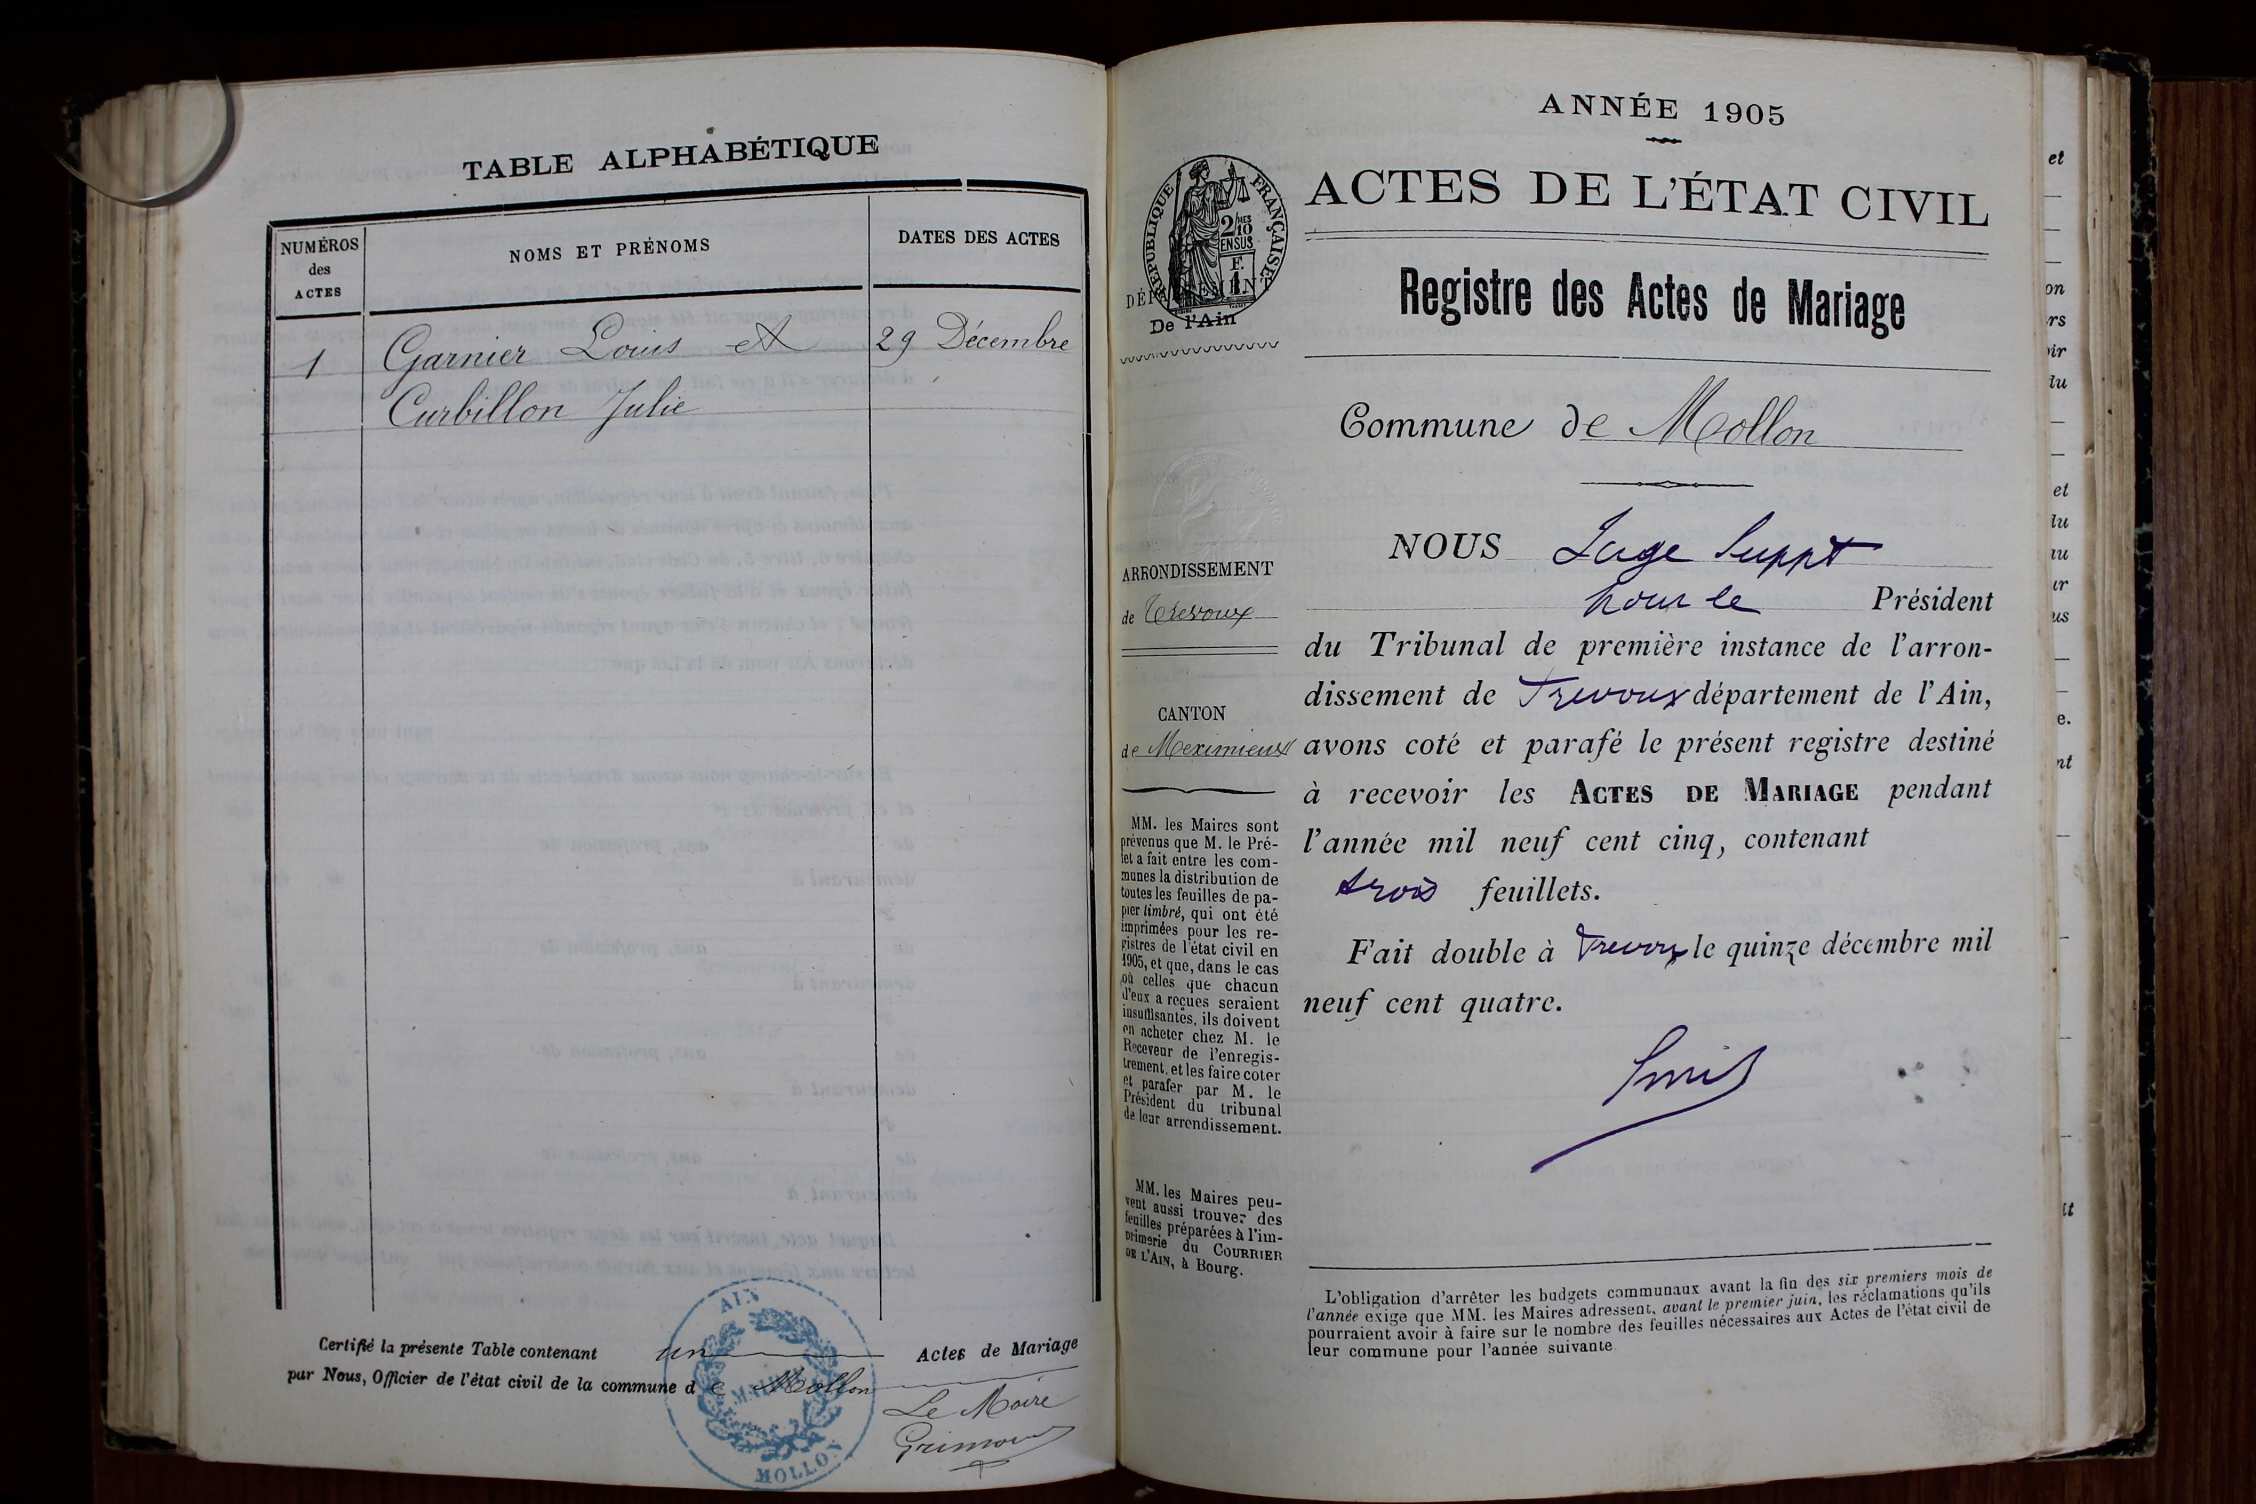 TABLE ALPHABÉTIQUE
NUMÉROS
des
ACTES
NOMS ET PRÉNOMS
DATES DES ACTES
1 Garnier Louis et 29 Décembre
Curbillon Julie
Certifié la présente Table contenant un Actes de Mariage
par Nous, Officier de l'état civil de la commune de Mollon
Le Maire
AIN
MAIRIE
MOLLON
ANNÉE 1905
ACTES DE L'ÉTAT CIVIL
Registre des Actes de Mariage
RÉPUBLIQUE FRANÇAISE
2/10
EN SUS
DÉPARTEMENT
De l'Ain
Commune de Mollon
ARRONDISSEMENT
de Trevoux
CANTON
de Meximieux
MM. les Maires sont
prévenus que M. le Pré-
fet a fait entre les com-
munes la distribution de
toutes les feuilles de pa-
pier timbré, qui ont été
imprimées pour les re-
gistres de l'état civil en
1905, et que, dans le cas
où celles que chacun
d'eux a reçues seraient
insuffisantes, ils doivent
en acheter chez M. le
Receveur de l'enregis-
trement, et les faire coter
et parafer par M. le
Président du tribunal
de leur arrondissement.
MM. les Maires peu-
vent aussi trouver des
feuilles préparées à l'im-
primerie du COURRIER
DE L'AIN, à Bourg.
NOUS Juge Suppt
pour le Président
du Tribunal de première instance de l'arron-
dissement de Trevoux département de l'Ain,
avons coté et parafé le présent registre destiné
à recevoir les ACTES DE MARIAGE pendant
l'année mil neuf cent cinq, contenant
trois feuillets.
Fait double à Trevoux le quinze décembre mil
neuf cent quatre.
L'obligation d'arrêter les budgets communaux avant la fin des six premiers mois de
l'année exige que MM. les Maires adressent, avant le premier juin, les réclamations qu'ils
pourraient avoir à faire sur le nombre des feuilles nécessaires aux Actes de l'état civil de
leur commune pour l'année suivante